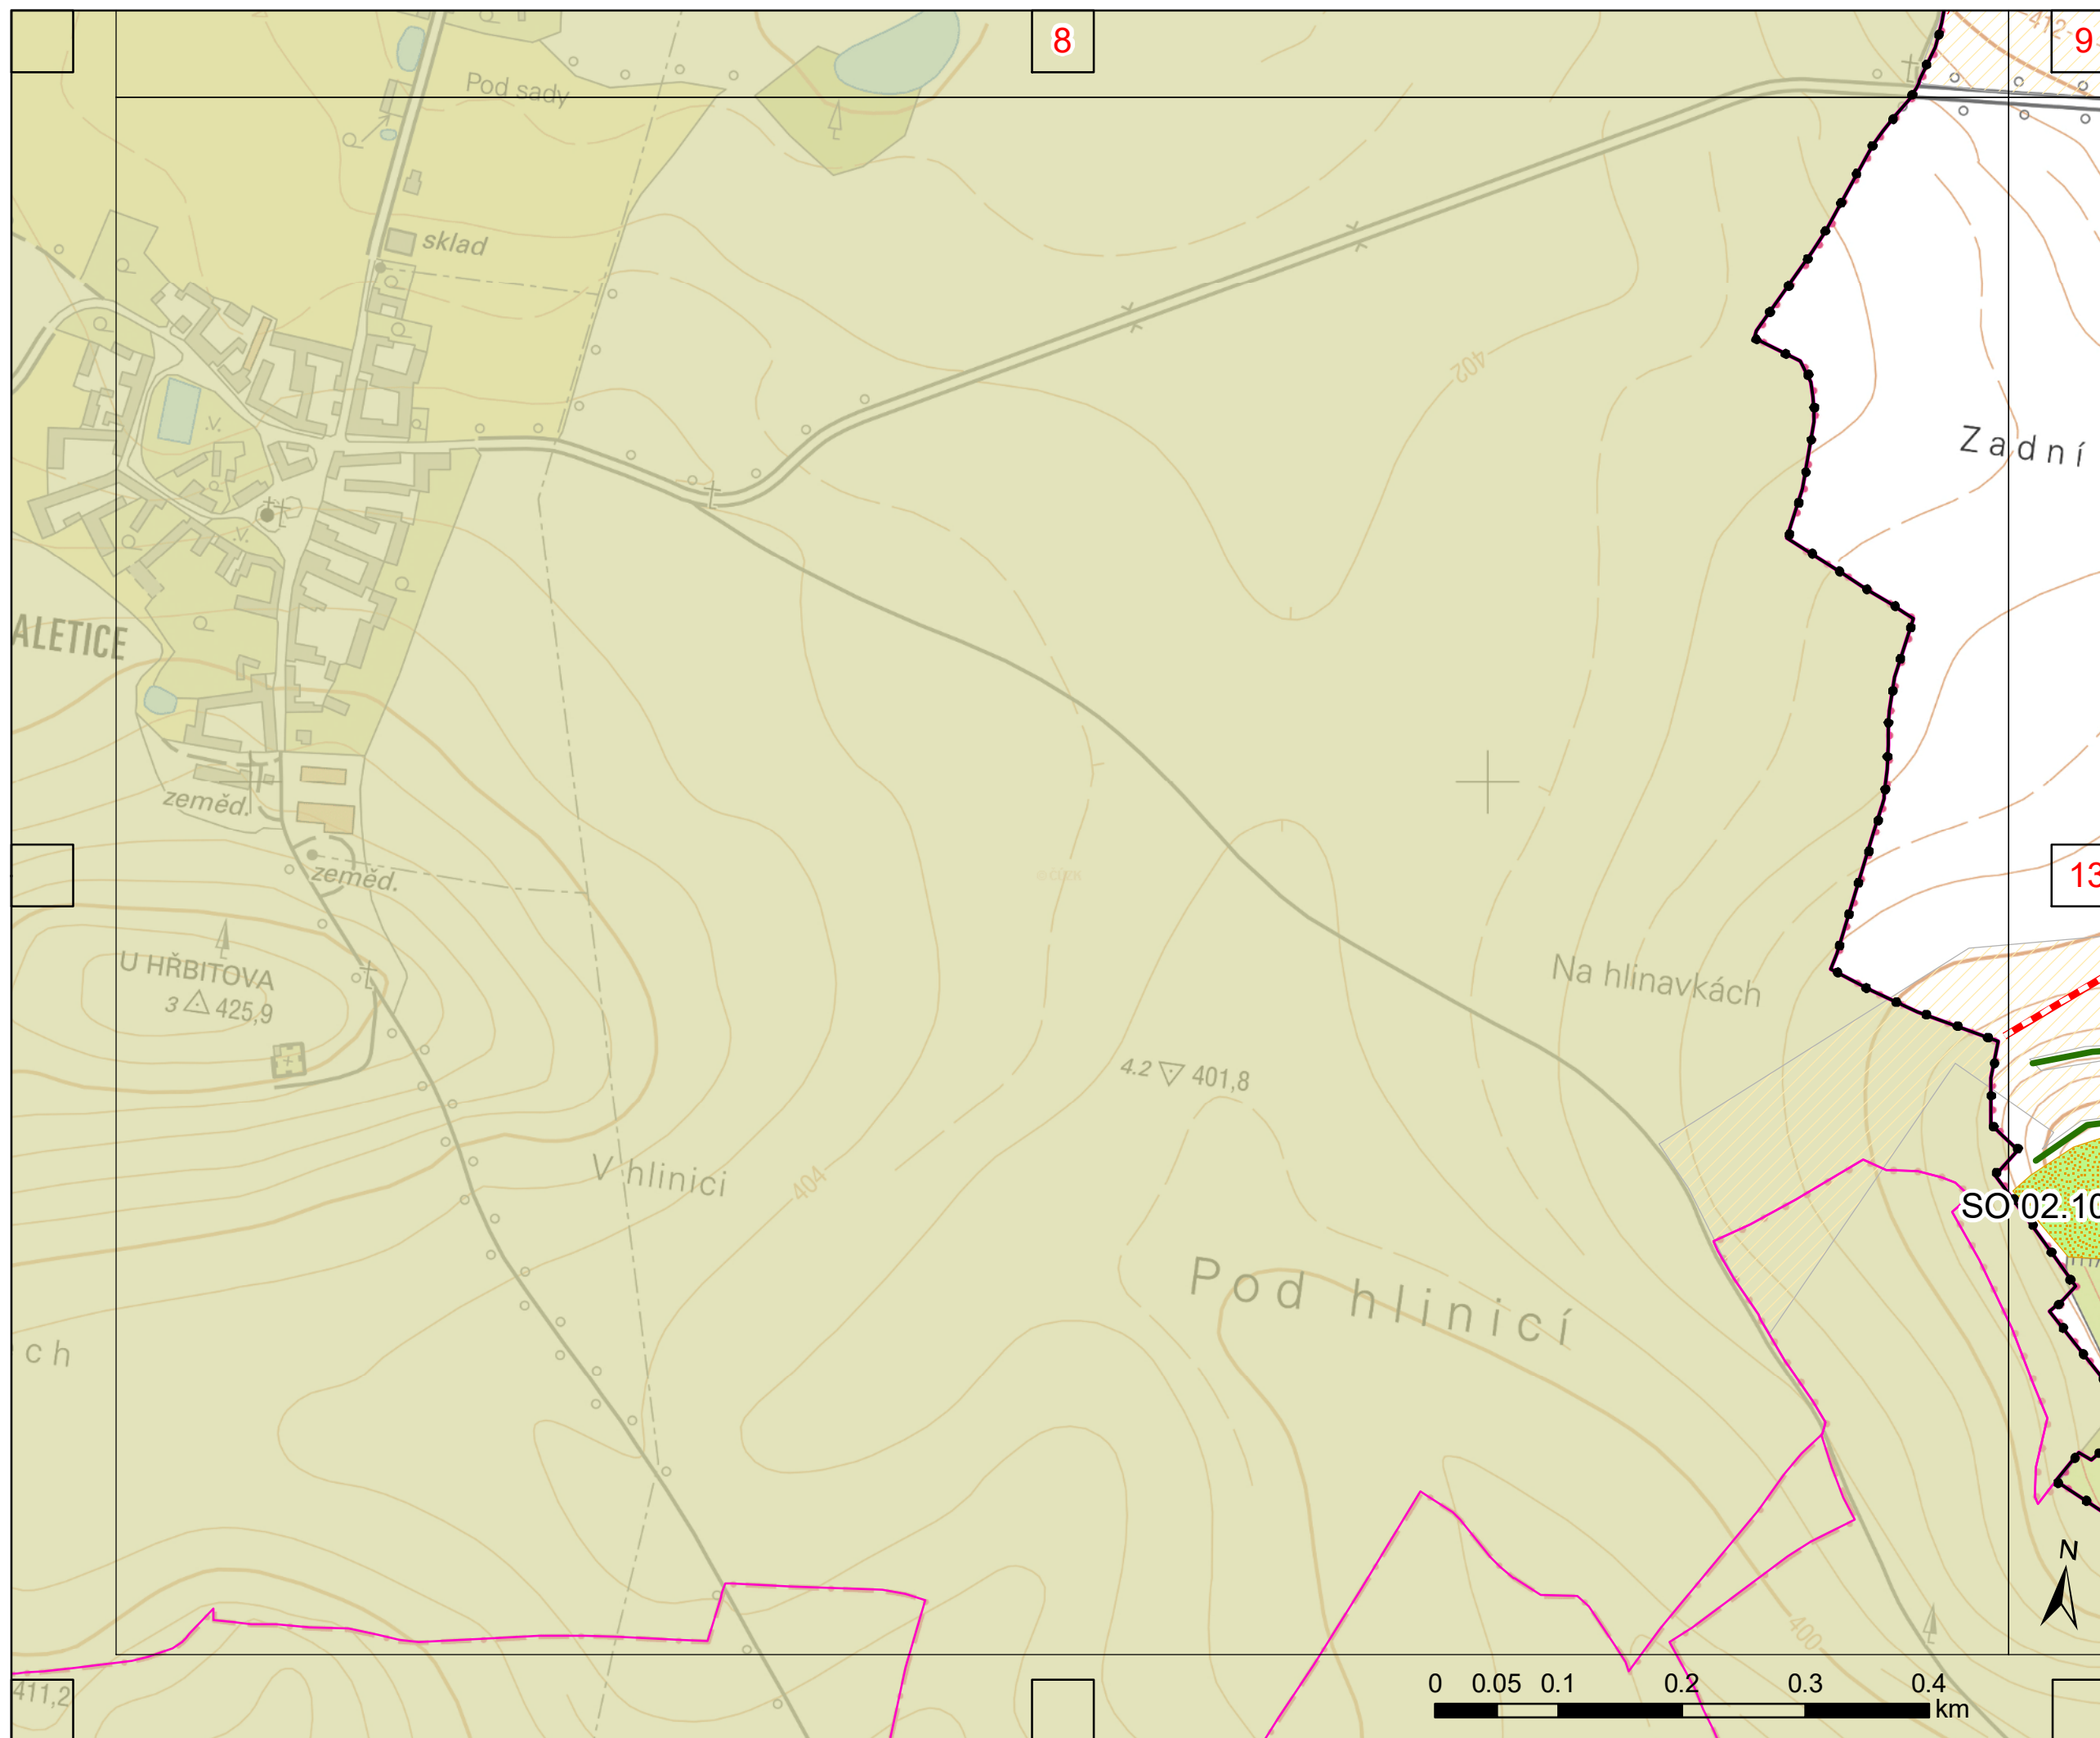 8
9
412
Pod sady
sklad
Zadní
402
ALETICE
zeměd.
zeměd.
13
© ČÚZK
U HŘBITOVA
3 425,9
Na hlinavkách
4.2 401,8
V hlinici
404
SO 02.10
Pod hlinicí
ch
N
400
411,2
0 0.05 0.1 0.2 0.3 0.4
km